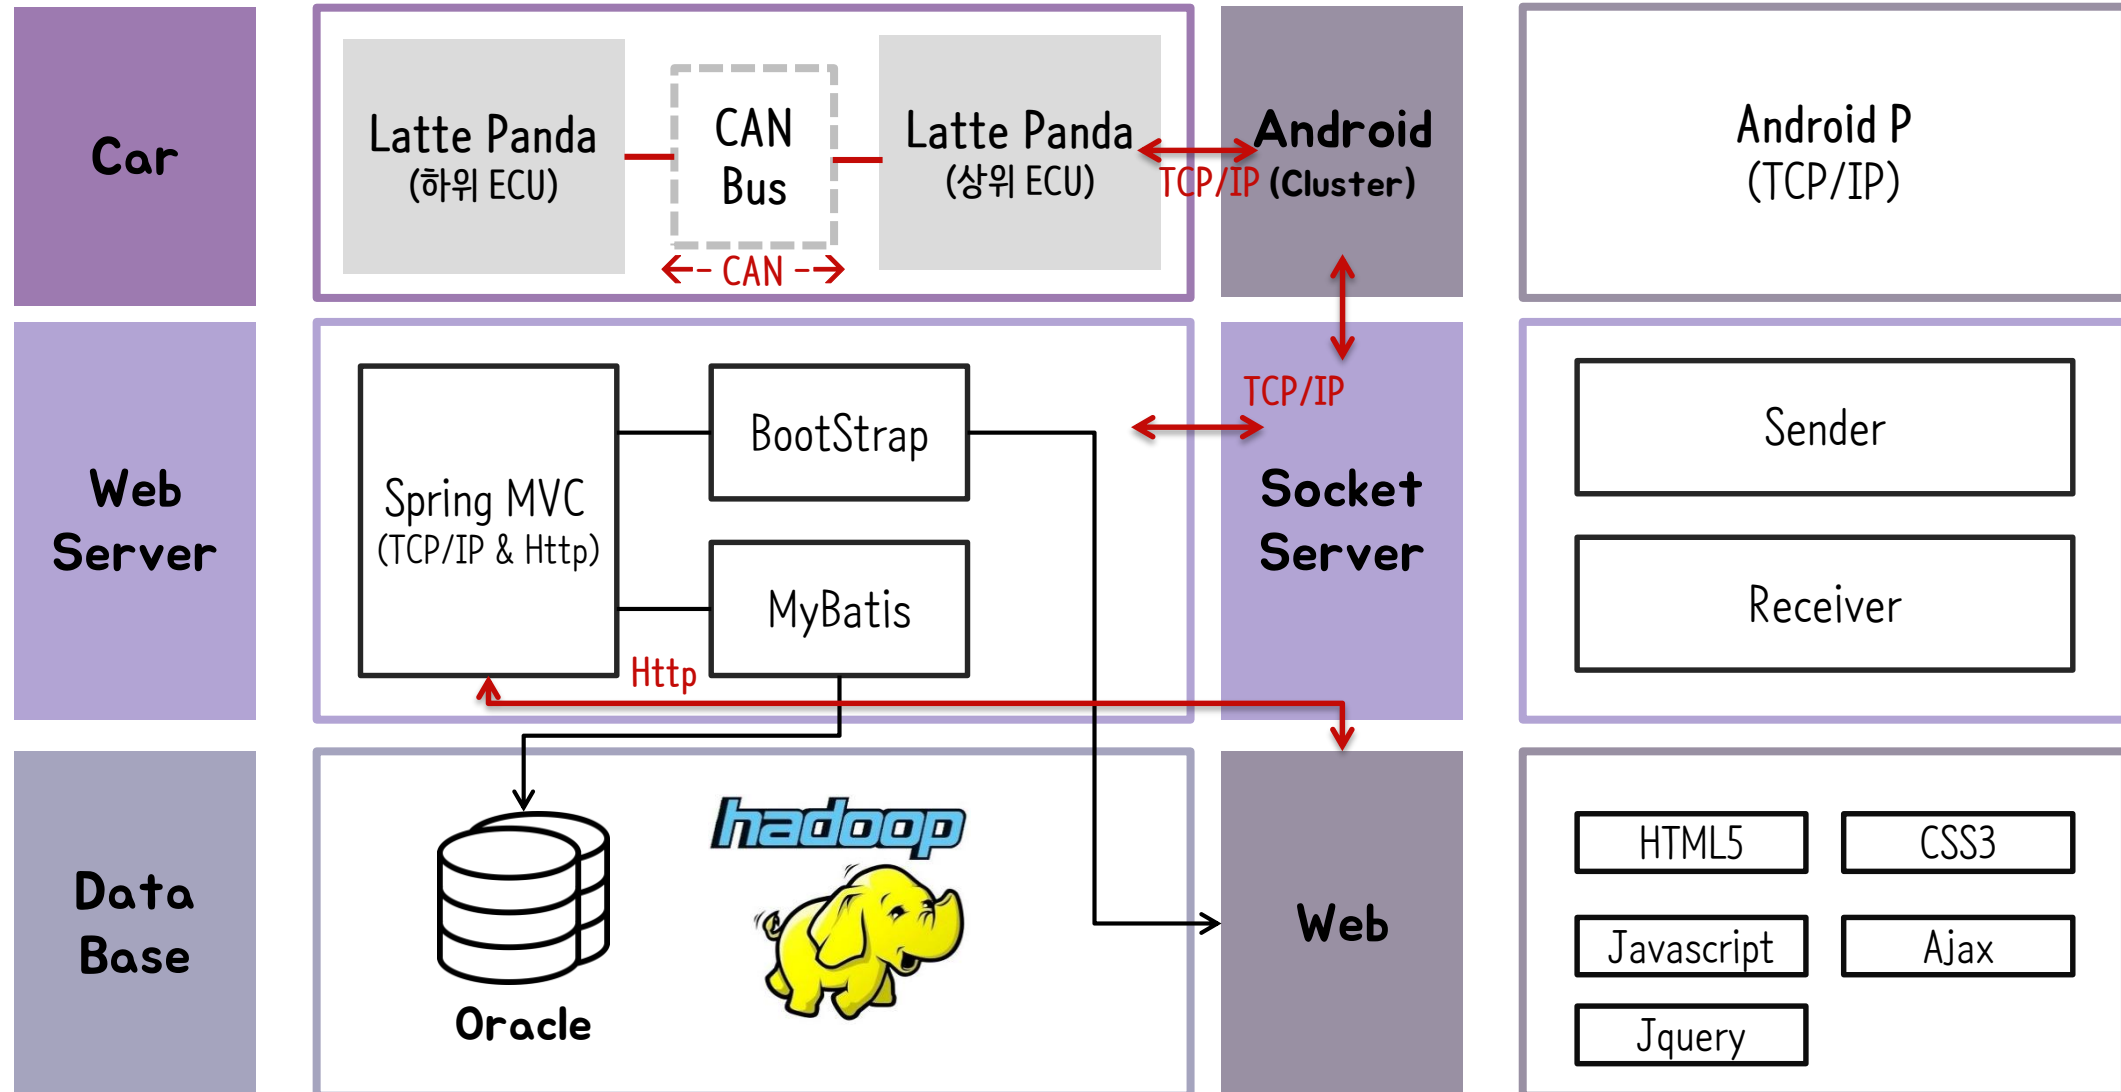 Car
Latte Panda
(하위 ECU)
CAN
Bus
Latte Panda
(상위 ECU)
← - CAN - →
TCP/IP
Android
(Cluster)
Android P
(TCP/IP)
Web
Server
Spring MVC
(TCP/IP & Http)
BootStrap
MyBatis
Http
TCP/IP
Socket
Server
Sender
Receiver
Data
Base
Oracle
hadoop
Web
HTML5
CSS3
Javascript
Ajax
Jquery